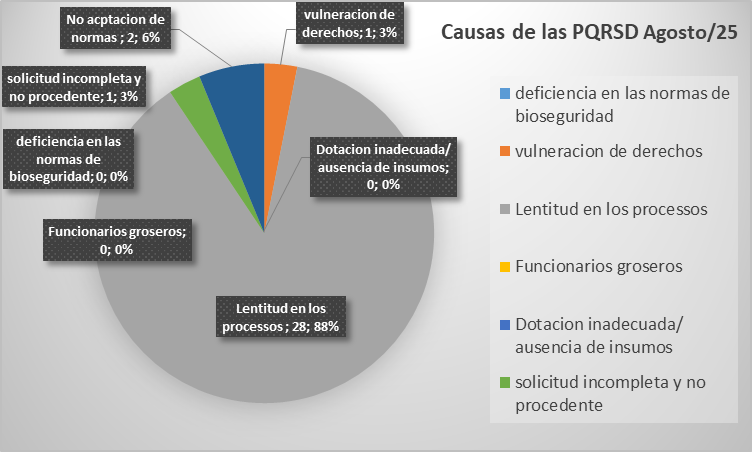 Causas de las PQRSD Agosto/25
No acptacion de
normas ; 2; 6%
vulneracion de
derechos; 1; 3%
solicitud incompleta y
no procedente; 1; 3%
deficiencia en las
normas de
bioseguridad; 0; 0%
Dotacion inadecuada/
ausencia de insumos;
0; 0%
Funcionarios groseros;
0; 0%
Lentitud en los
processos ; 28; 88%
deficiencia en las normas de
bioseguridad
vulneracion de derechos
Lentitud en los processos
Funcionarios groseros
Dotacion inadecuada/
ausencia de insumos
solicitud incompleta y no
procedente